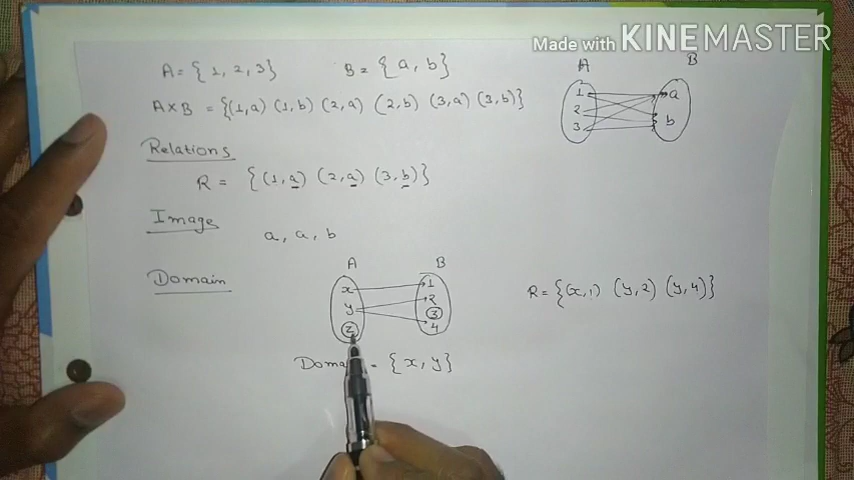 Made with KINEMASTER
A = { 1, 2, 3}
B = { a, b}
A B
A X B = {(1, a) (1, b) (2, a) (2, b) (3, a) (3, b)}
1 a
2 b
3
Relations
R = { (1, a) (2, a) (3, b) }
Image
a, a, b
Domain
A B
x 1
y 2
z 3
4
R = {(x, 1) (y, 2) (y, 4)}
Doma = {x, y}